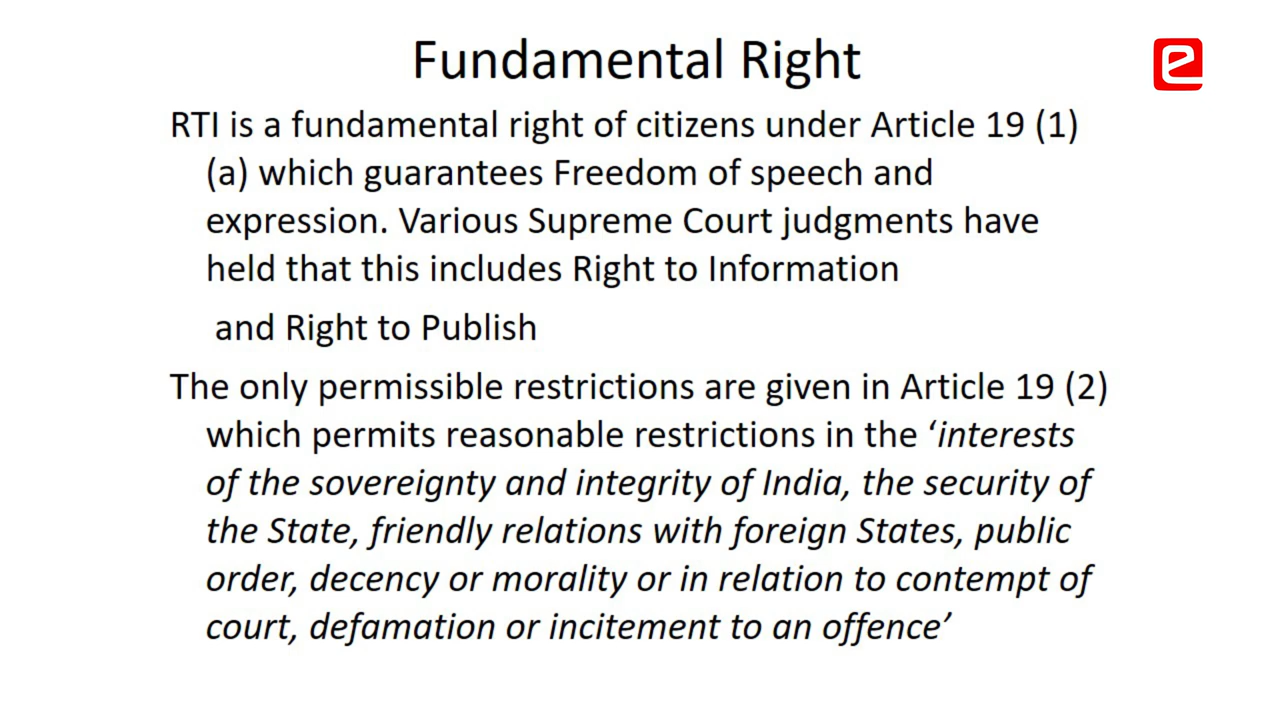 Fundamental Right
RTI is a fundamental right of citizens under Article 19 (1)
(a) which guarantees Freedom of speech and
expression. Various Supreme Court judgments have
held that this includes Right to Information
and Right to Publish
The only permissible restrictions are given in Article 19 (2)
which permits reasonable restrictions in the ‘interests
of the sovereignty and integrity of India, the security of
the State, friendly relations with foreign States, public
order, decency or morality or in relation to contempt of
court, defamation or incitement to an offence’